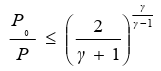 P₀/P ≤ (2/(γ + 1))^(γ/(γ − 1))